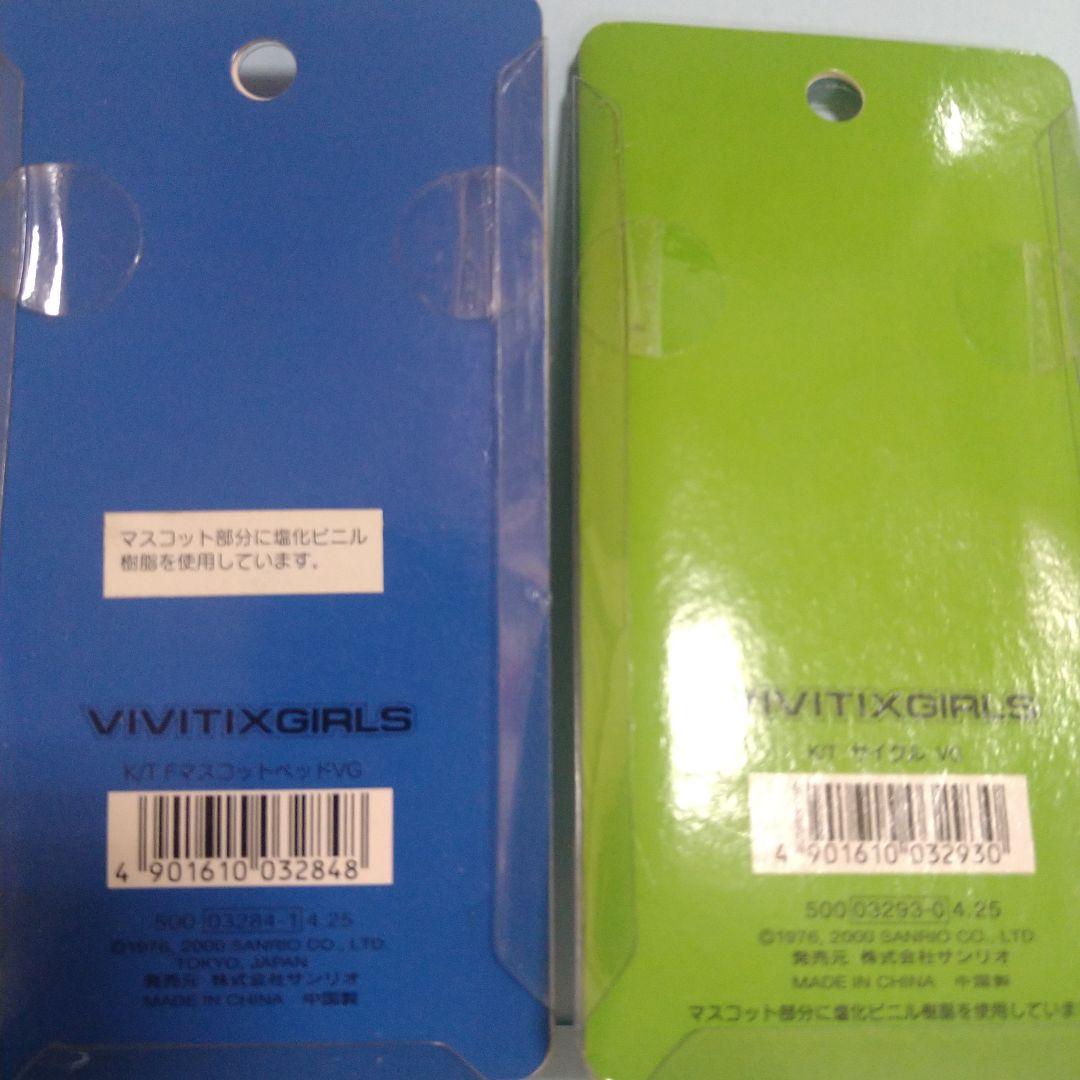 マスコット部分に塩化ビニル
樹脂を使用しています。
VIVITIXGIRLS
K/T FマスコットベッドVG
4 901610 032848
500 03284-1 4.25
©1976, 2000 SANRIO CO., LTD.
TOKYO, JAPAN
発売元 株式会社サンリオ
MADE IN CHINA 中国製
VIVITIXGIRLS
K/T サイクル VG
4 901610 032930
500 03293-0 4.25
©1976, 2000 SANRIO CO., LTD.
発売元 株式会社サンリオ
MADE IN CHINA 中国製
マスコット部分に塩化ビニル樹脂を使用していま